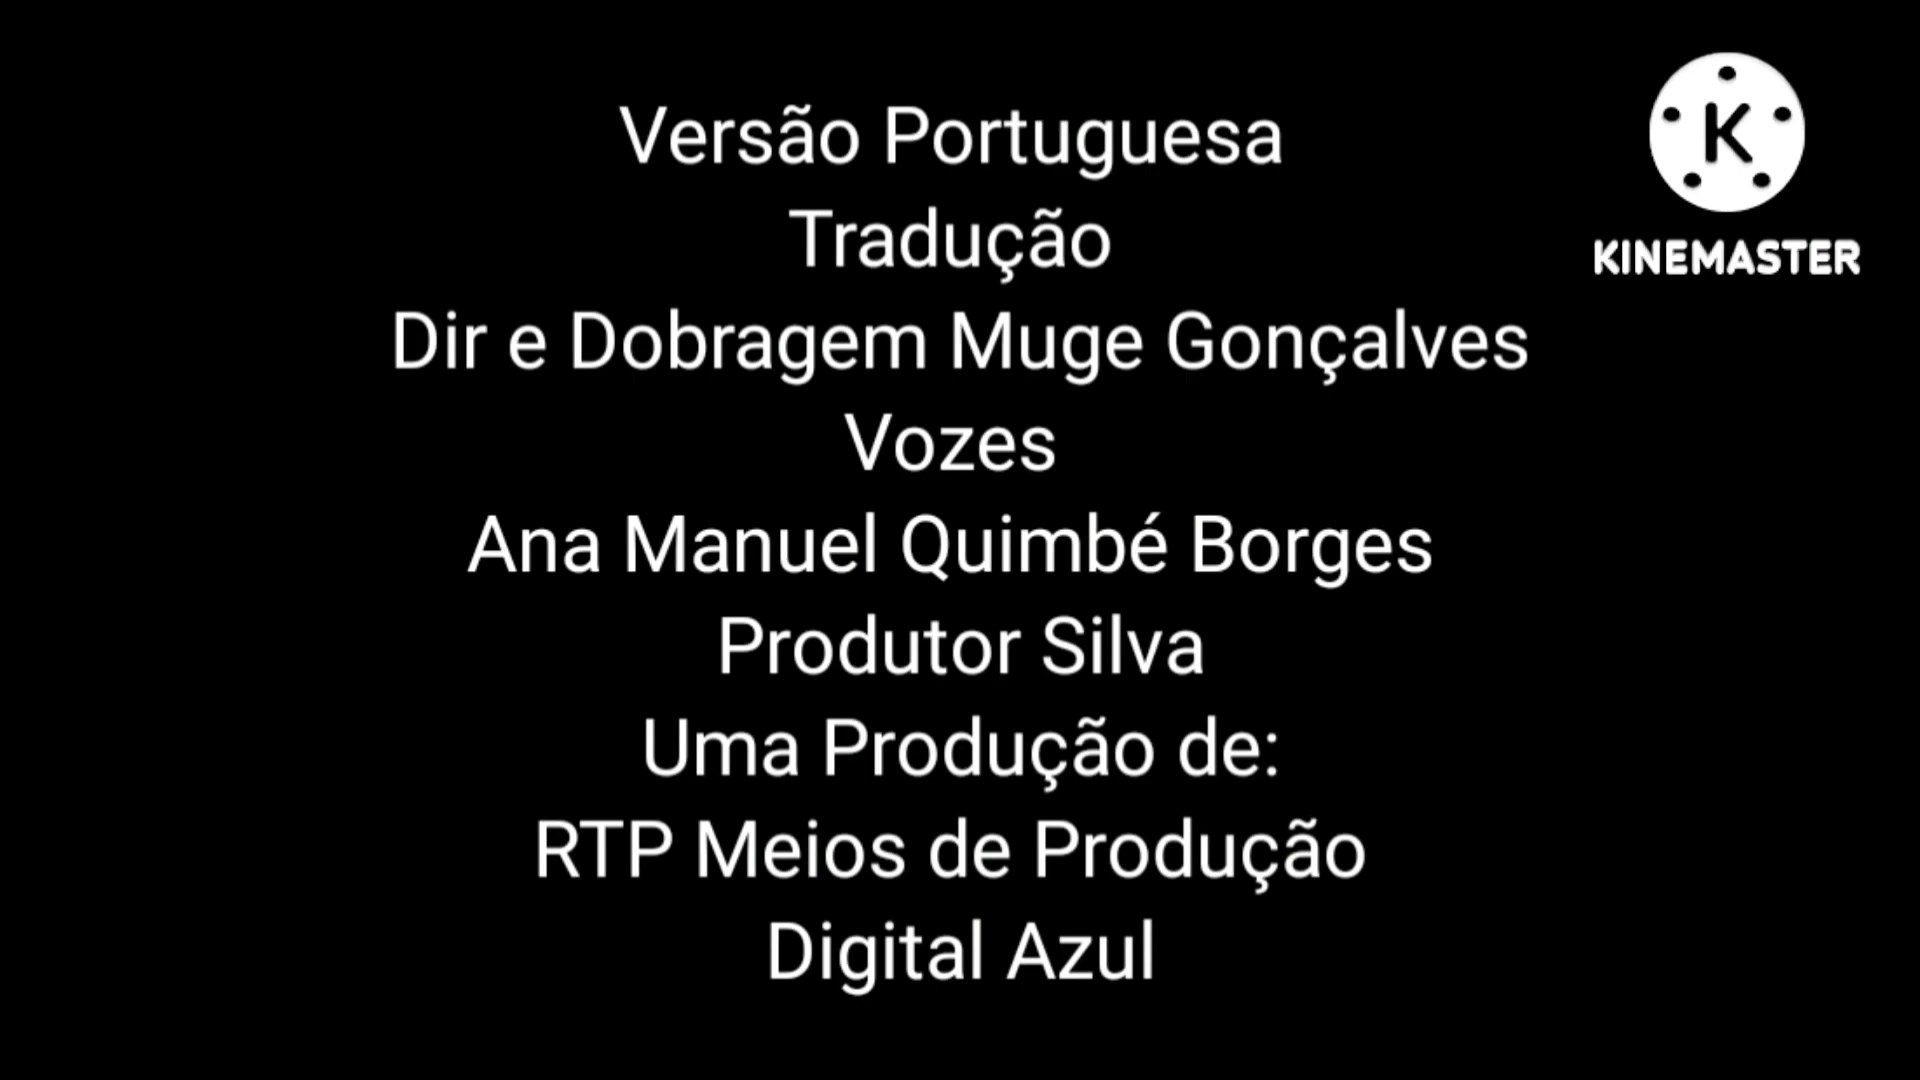 Versão Portuguesa
Tradução
Dir e Dobragem Muge Gonçalves
Vozes
Ana Manuel Quimbé Borges
Produtor Silva
Uma Produção de:
RTP Meios de Produção
Digital Azul
K
KINEMASTER